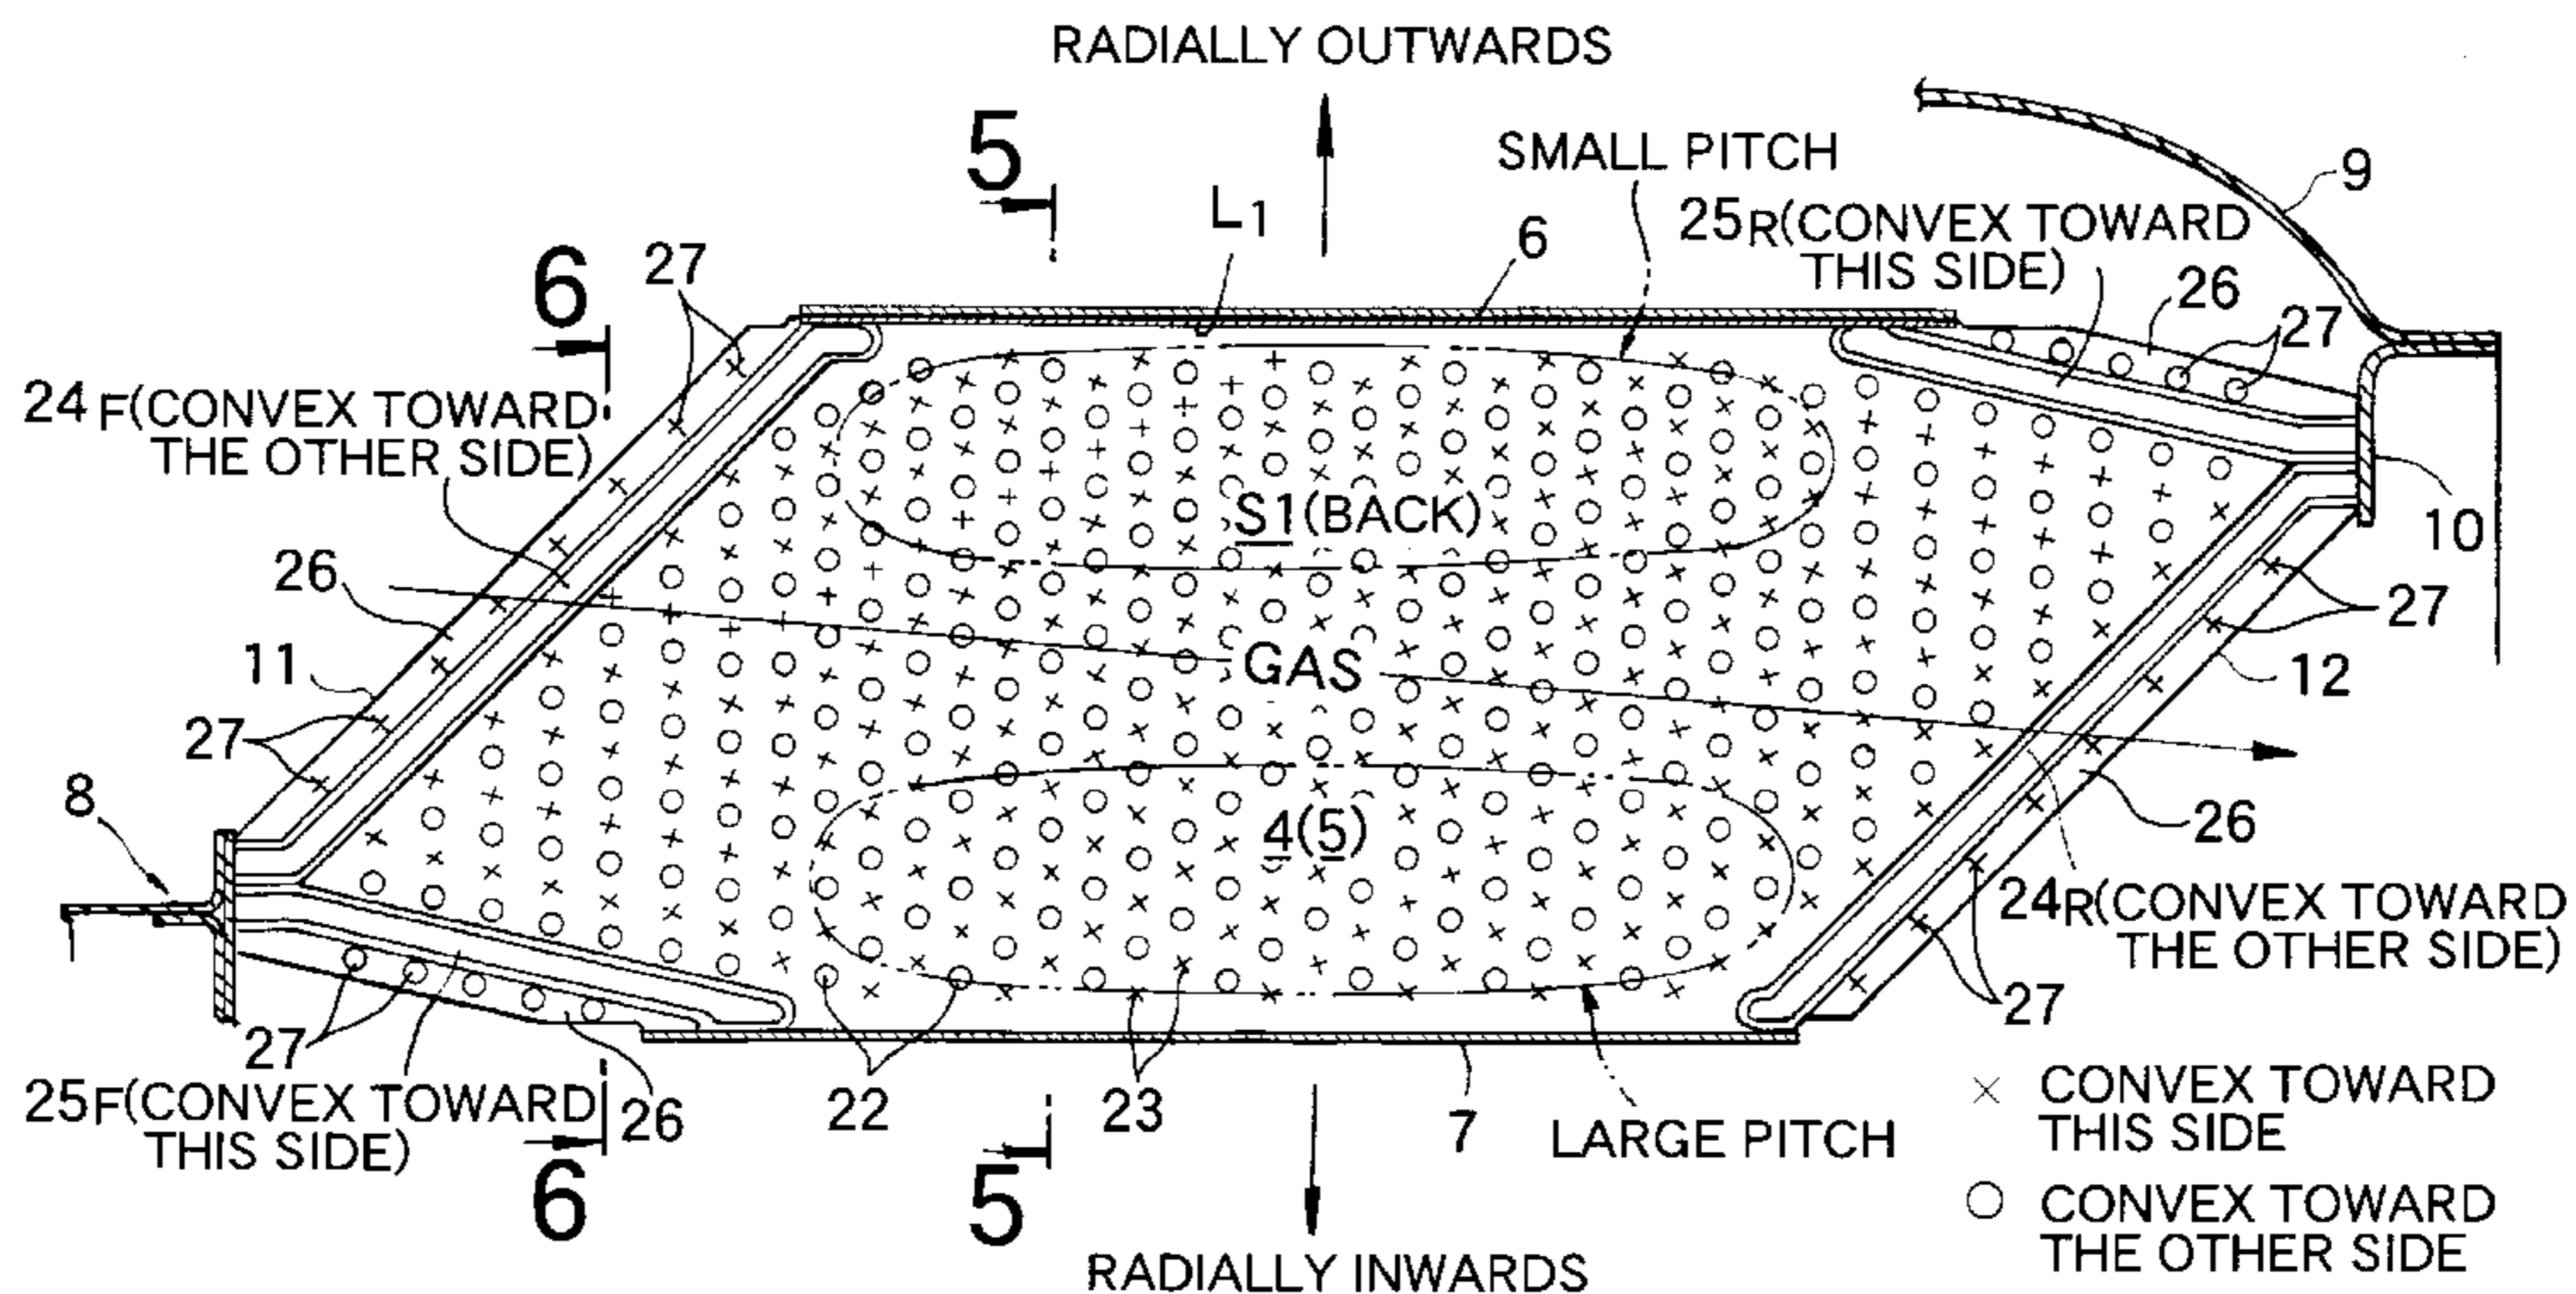 RADIALLY OUTWARDS
5
SMALL PITCH
9
L1
6
25R(CONVEX TOWARD
THIS SIDE)
6
27
26
27
24F(CONVEX TOWARD
THE OTHER SIDE)
S1(BACK)
10
26
27
11
GAS
12
27
8
4(5)
26
24R(CONVEX TOWARD
THE OTHER SIDE)
27
27
25F(CONVEX TOWARD
THIS SIDE)
26
26
22
23
7
LARGE PITCH
× CONVEX TOWARD
THIS SIDE
6
5
○ CONVEX TOWARD
THE OTHER SIDE
RADIALLY INWARDS